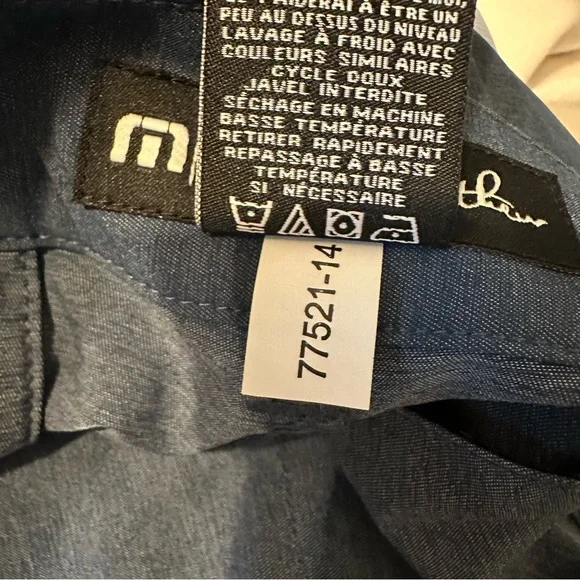 PEU AU DESSUS DU NIVEAU
LAVAGE À FROID AVEC
COULEURS SIMILAIRES
CYCLE DOUX
JAVEL INTERDITE
SÉCHAGE EN MACHINE
BASSE TEMPÉRATURE
RETIRER RAPIDEMENT
REPASSAGE À BASSE
TEMPÉRATURE
SI NÉCESSAIRE
77521-14